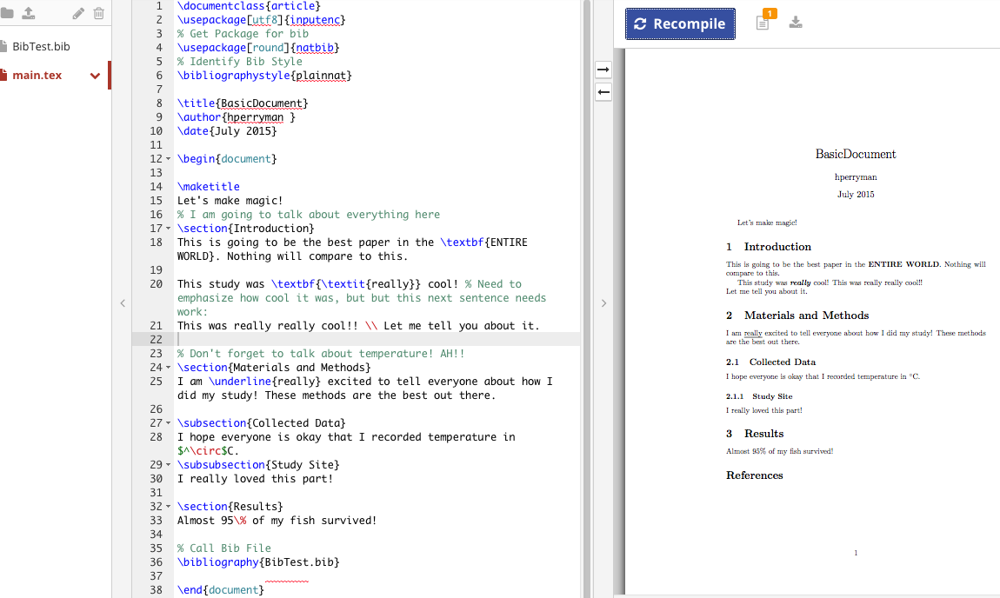 BibTest.bib
main.tex
1 \documentclass{article}
2 \usepackage[utf8]{inputenc}
3 % Get Package for bib
4 \usepackage[round]{natbib}
5 % Identify Bib Style
6 \bibliographystyle{plainnat}
7
8 \title{BasicDocument}
9 \author{hperryman }
10 \date{July 2015}
11
12 \begin{document}
13
14 \maketitle
15 Let's make magic!
16 % I am going to talk about everything here
17 \section{Introduction}
18 This is going to be the best paper in the \textbf{ENTIRE
WORLD}. Nothing will compare to this.
19
20 This study was \textbf{\textit{really}} cool! % Need to
emphasize how cool it was, but but this next sentence needs
work:
21 This was really really cool!! \\ Let me tell you about it.
22
23 % Don't forget to talk about temperature! AH!!
24 \section{Materials and Methods}
25 I am \underline{really} excited to tell everyone about how I
did my study! These methods are the best out there.
26
27 \subsection{Collected Data}
28 I hope everyone is okay that I recorded temperature in
$^\circ$C.
29 \subsubsection{Study Site}
30 I really loved this part!
31
32 \section{Results}
33 Almost 95\% of my fish survived!
34
35 % Call Bib File
36 \bibliography{BibTest.bib}
37
38 \end{document}
Recompile
1
BasicDocument
hperryman
July 2015
Let's make magic!
1 Introduction
This is going to be the best paper in the ENTIRE WORLD. Nothing will
compare to this.
This study was really cool! This was really really cool!!
Let me tell you about it.
2 Materials and Methods
I am really excited to tell everyone about how I did my study! These methods
are the best out there.
2.1 Collected Data
I hope everyone is okay that I recorded temperature in °C.
2.1.1 Study Site
I really loved this part!
3 Results
Almost 95% of my fish survived!
References
1